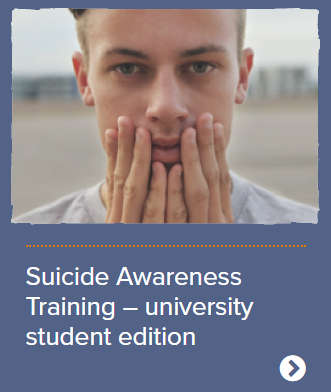 Suicide Awareness
Training – university
student edition